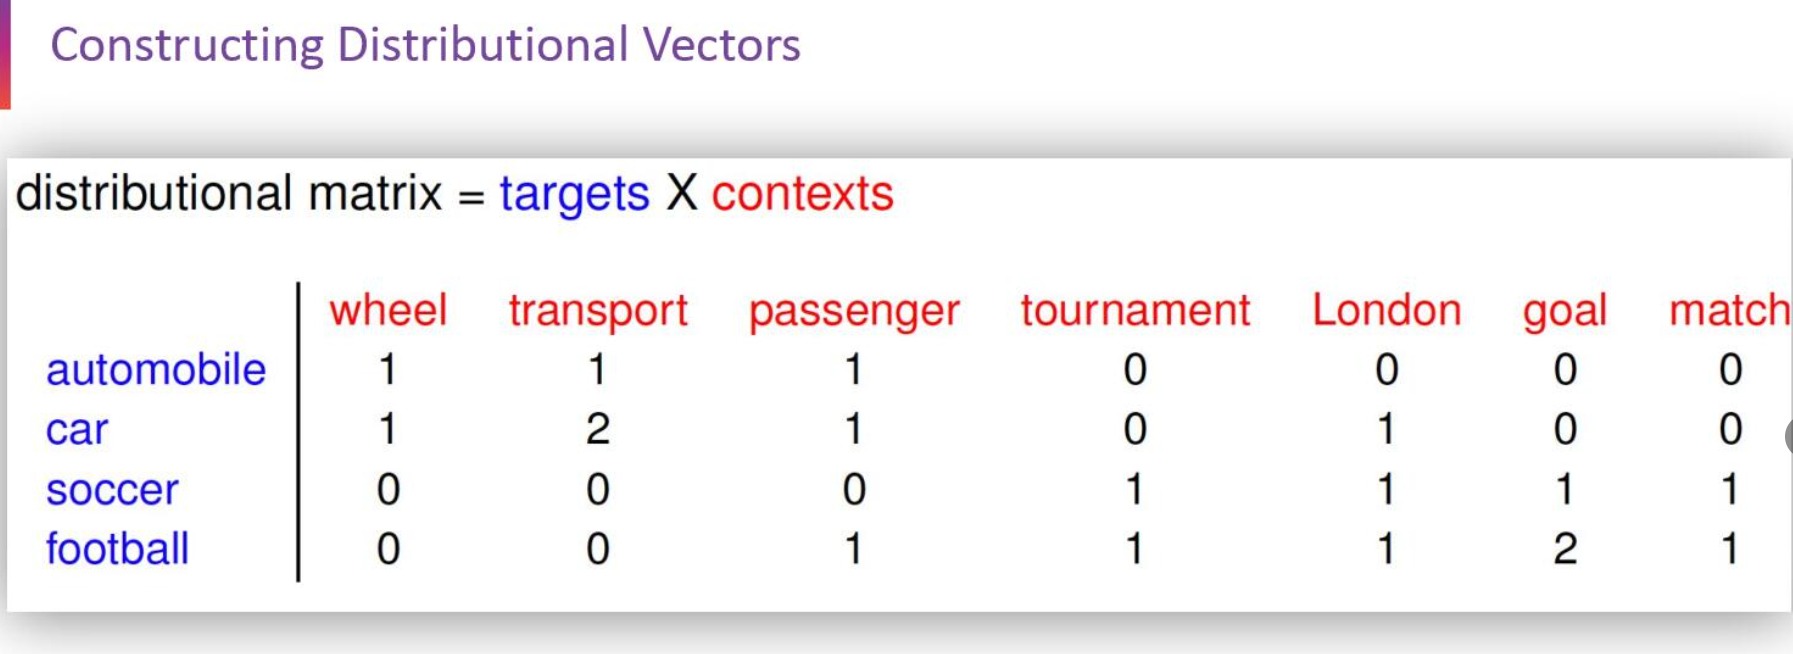 Constructing Distributional Vectors
distributional matrix = targets X contexts
wheel transport passenger tournament London goal match
automobile 1 1 1 0 0 0 0
car 1 2 1 0 1 0 0
soccer 0 0 0 1 1 1 1
football 0 0 1 1 1 2 1